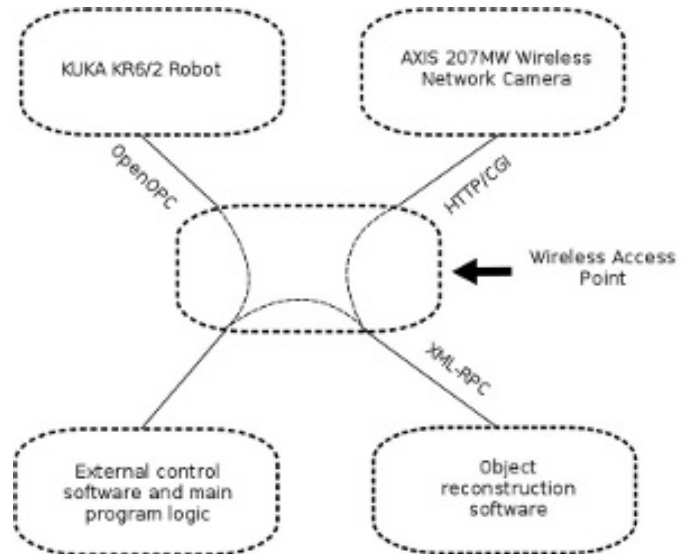 KUKA KR6/2 Robot
AXIS 207MW Wireless
Network Camera
OpenOPC
HTTP/CGI
Wireless Access
Point
XML-RPC
External control
software and main
program logic
Object
reconstruction
software